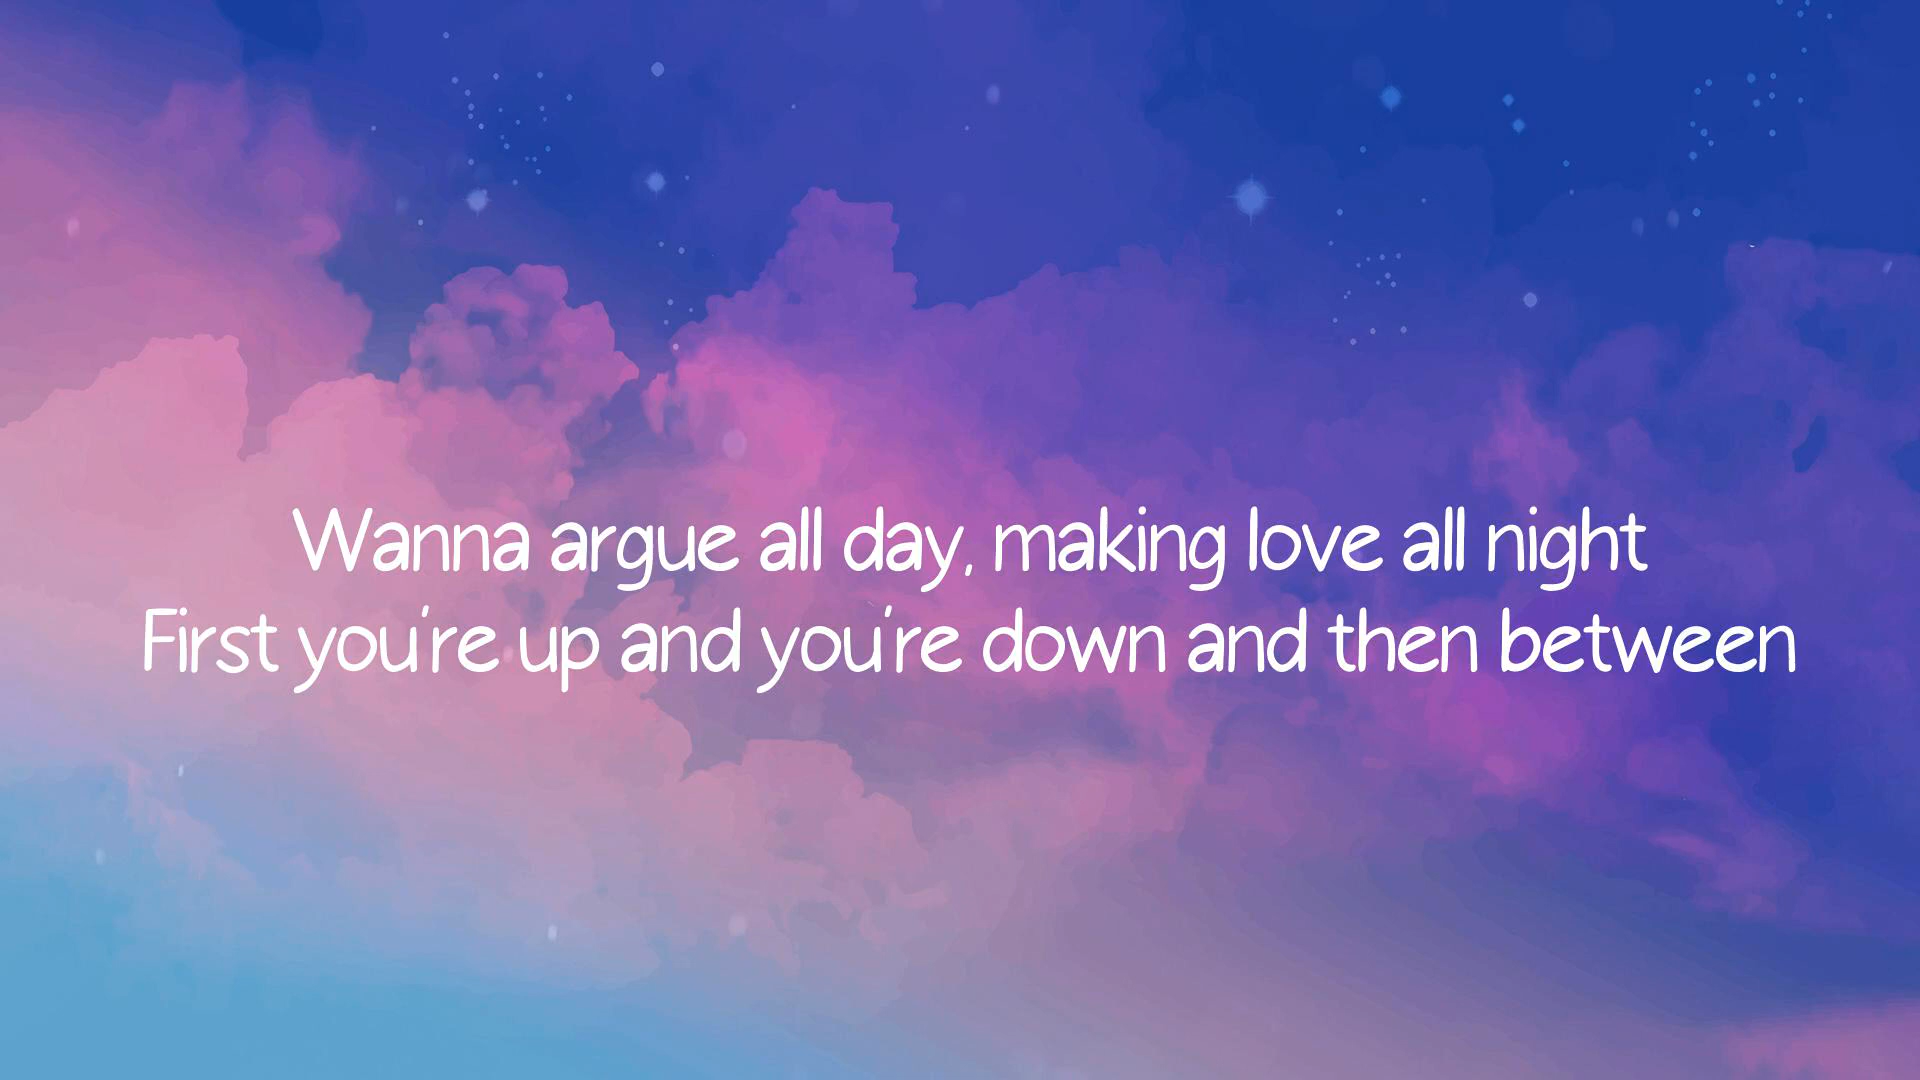 Wanna argue all day, making love all night
First you're up and you're down and then between